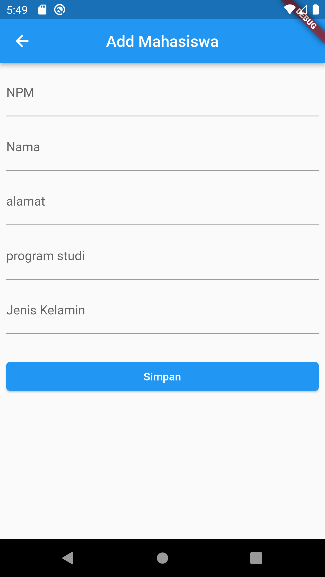 5:49
DEBUG
Add Mahasiswa
NPM
Nama
alamat
program studi
Jenis Kelamin
Simpan